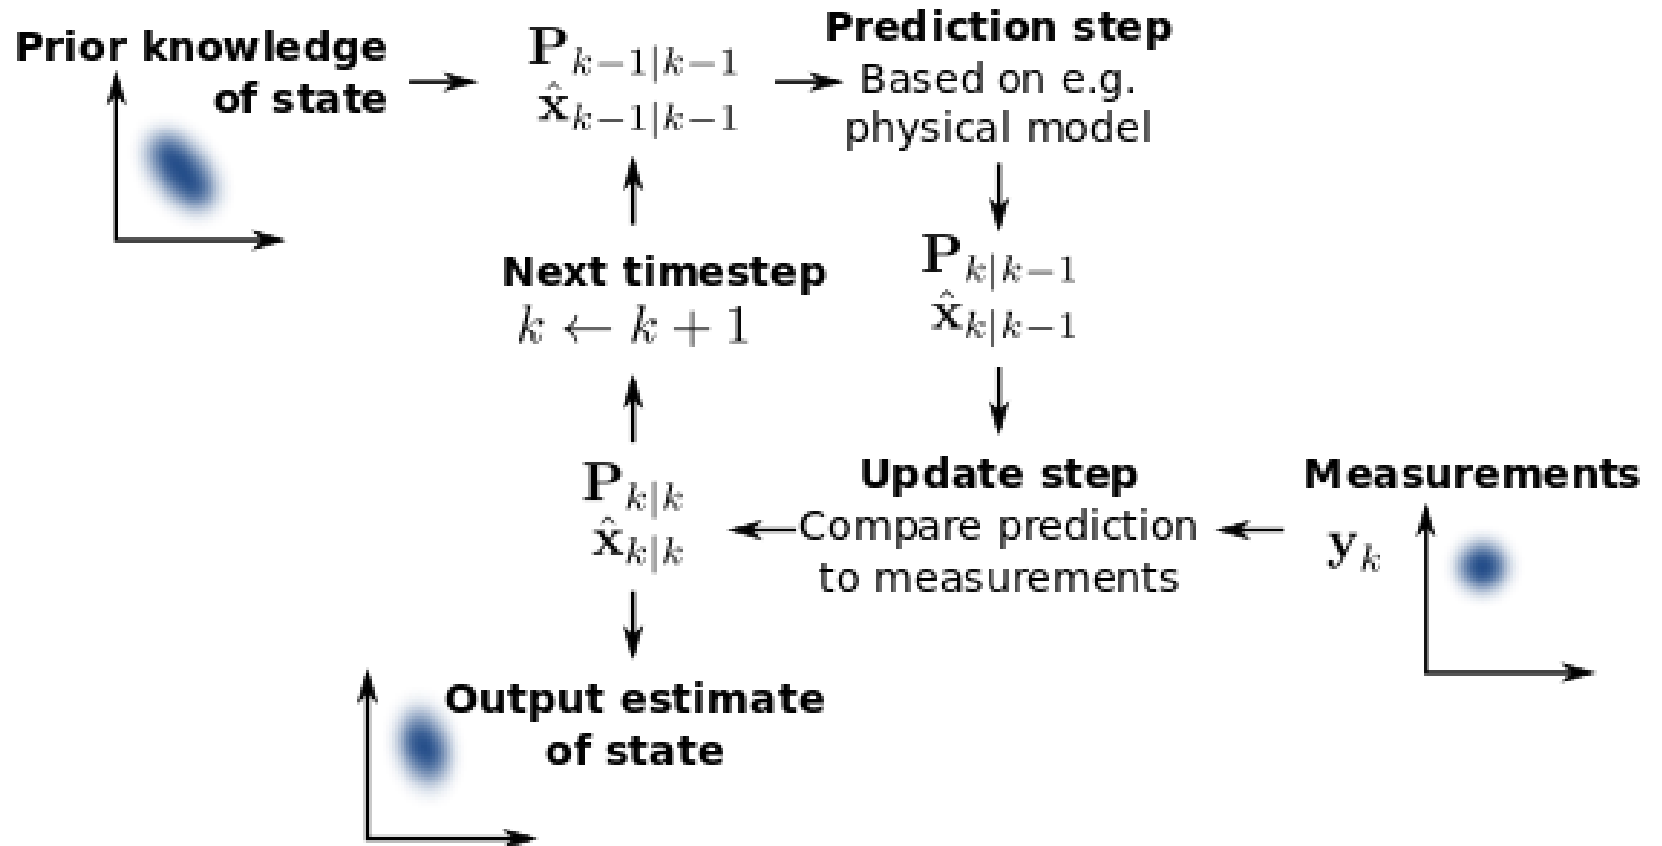 Prior knowledge
of state
P_{k−1|k−1}
x̂_{k−1|k−1}
Prediction step
Based on e.g.
physical model
P_{k|k−1}
x̂_{k|k−1}
Next timestep
k ← k + 1
P_{k|k}
x̂_{k|k}
Update step
Compare prediction
to measurements
Measurements
y_k
Output estimate
of state